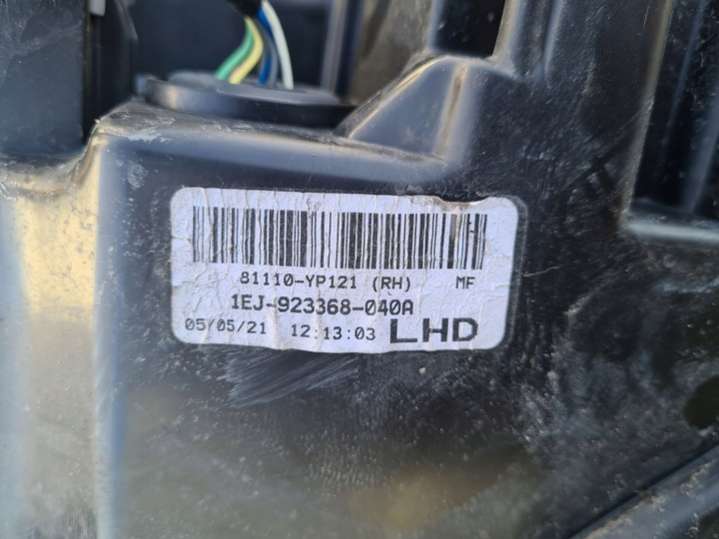 81110-YP121 (RH) MF
1EJ-923368-040A
05/05/21 12:13:03 LHD